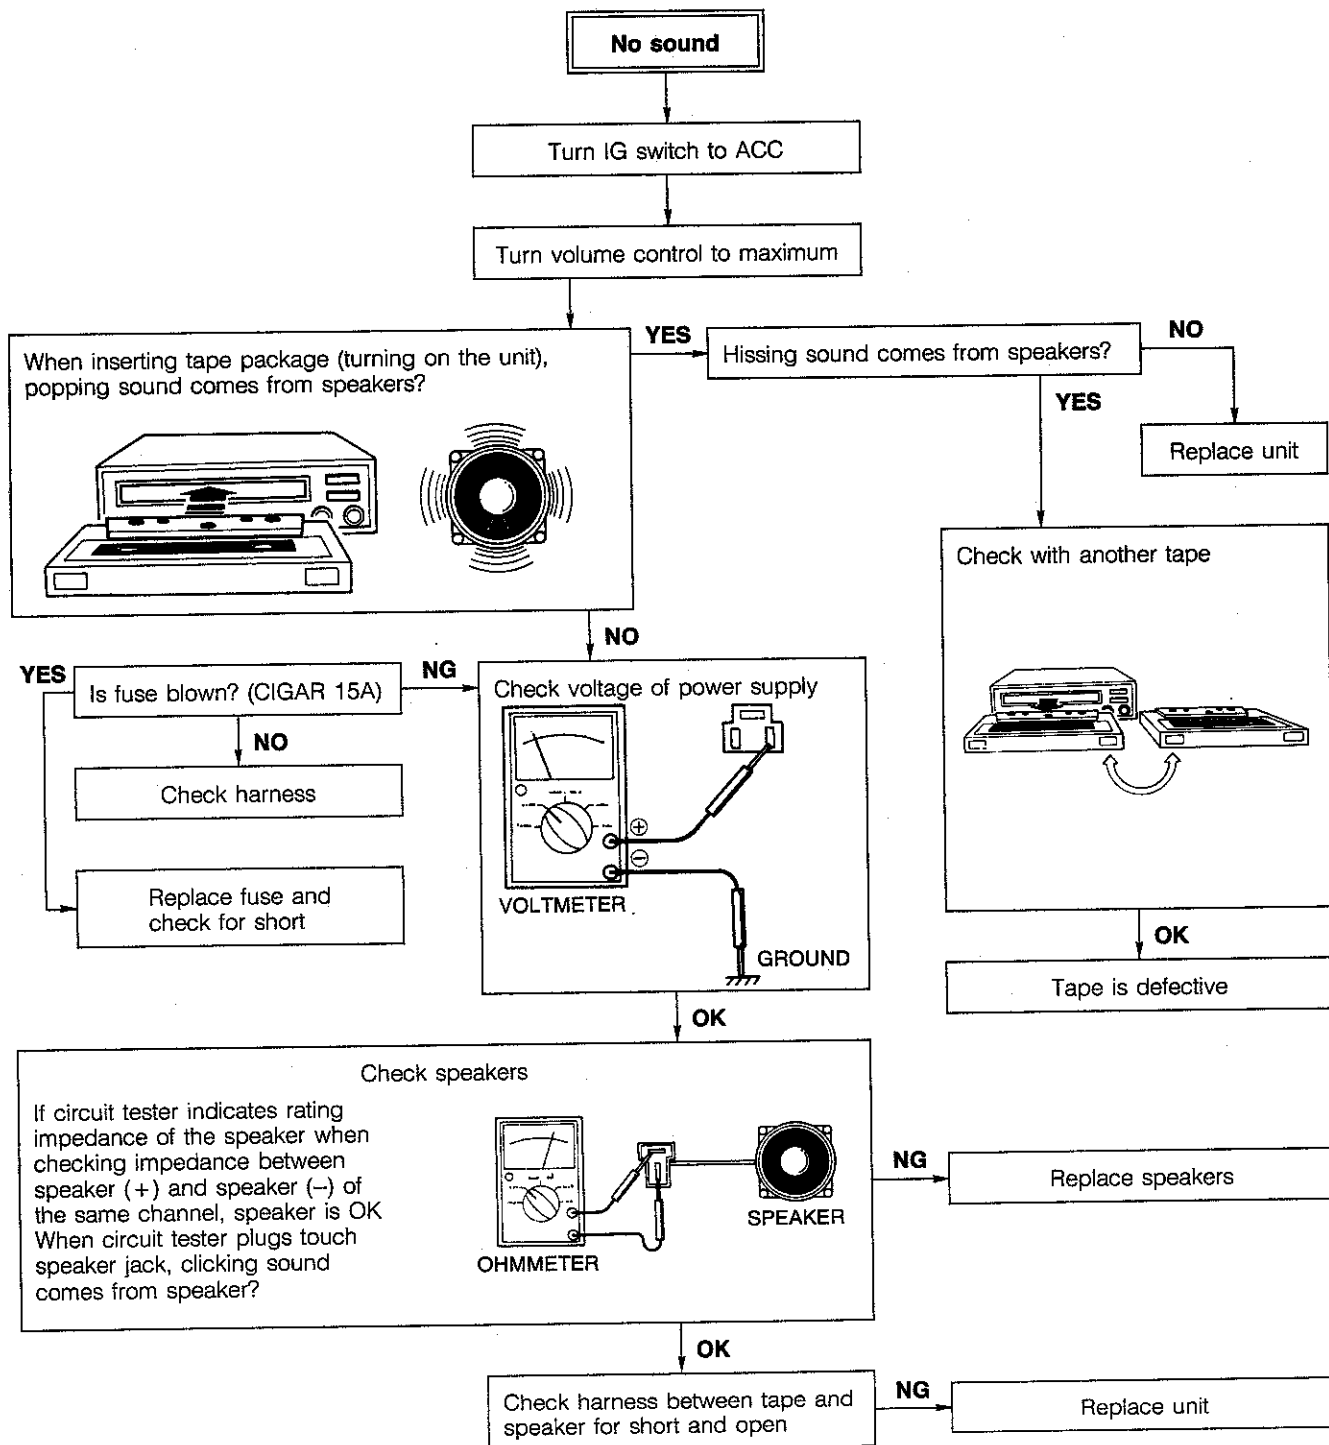 No sound
Turn IG switch to ACC
Turn volume control to maximum
When inserting tape package (turning on the unit),
popping sound comes from speakers?
YES
Hissing sound comes from speakers?
NO
Replace unit
YES
Check with another tape
OK
Tape is defective
NO
Check voltage of power supply
VOLTMETER
+
−
GROUND
NG
Is fuse blown? (CIGAR 15A)
YES
NO
Check harness
Replace fuse and
check for short
OK
Check speakers
If circuit tester indicates rating
impedance of the speaker when
checking impedance between
speaker (+) and speaker (−) of
the same channel, speaker is OK
When circuit tester plugs touch
speaker jack, clicking sound
comes from speaker?
OHMMETER
SPEAKER
NG
Replace speakers
OK
Check harness between tape and
speaker for short and open
NG
Replace unit